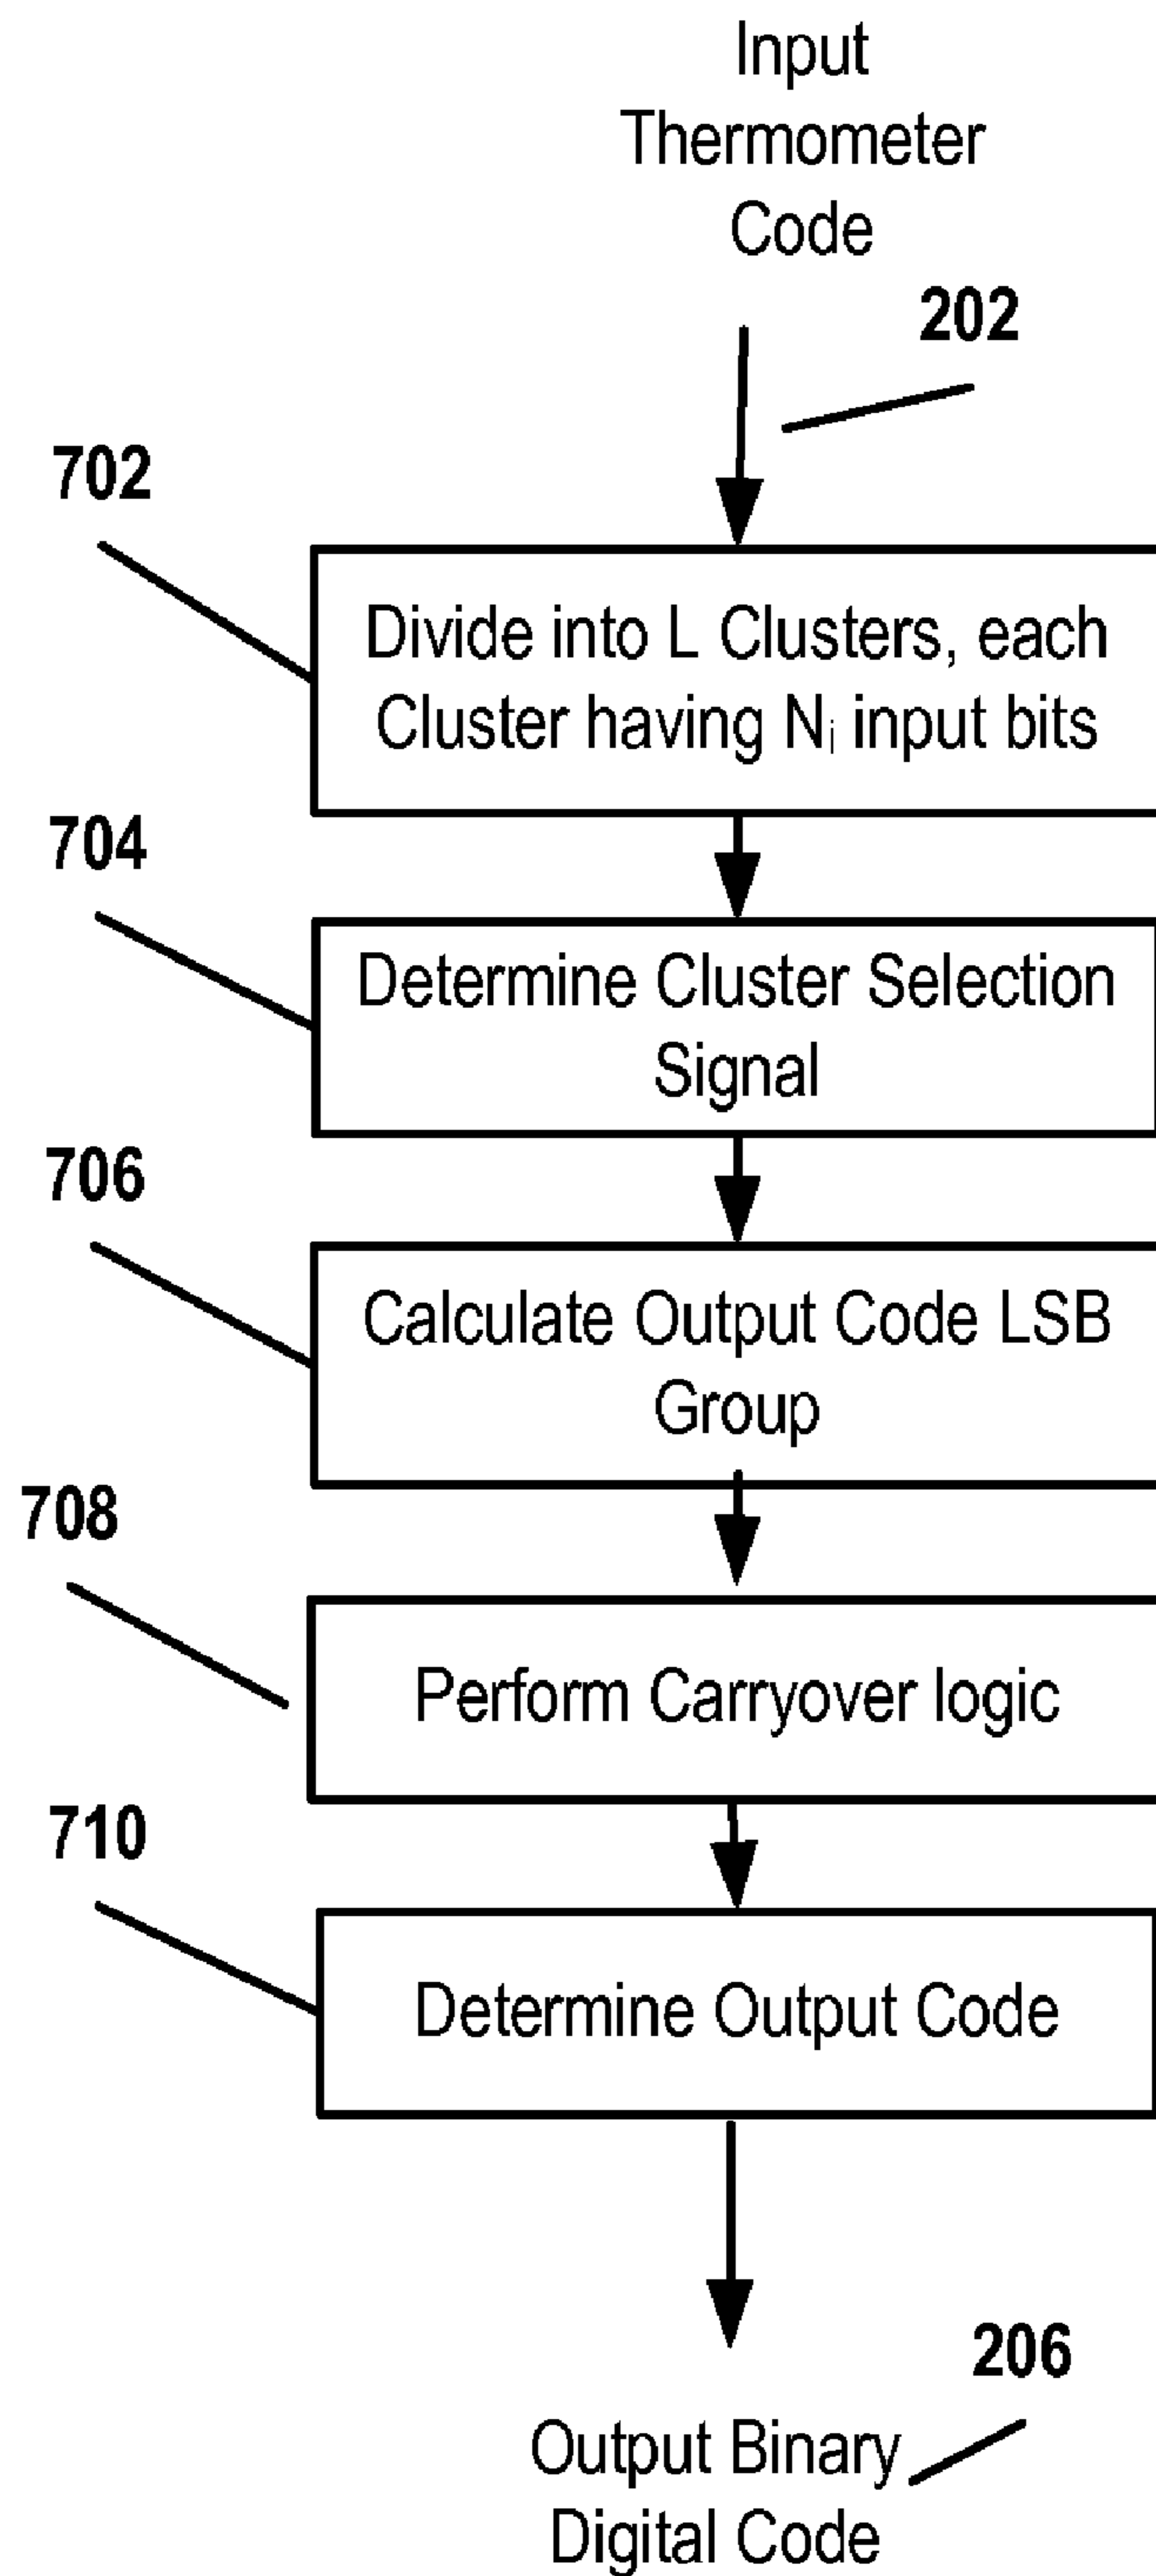 Input
Thermometer
Code
202
702
Divide into L Clusters, each
Cluster having Ni input bits
704
Determine Cluster Selection
Signal
706
Calculate Output Code LSB
Group
708
Perform Carryover logic
710
Determine Output Code
206
Output Binary
Digital Code